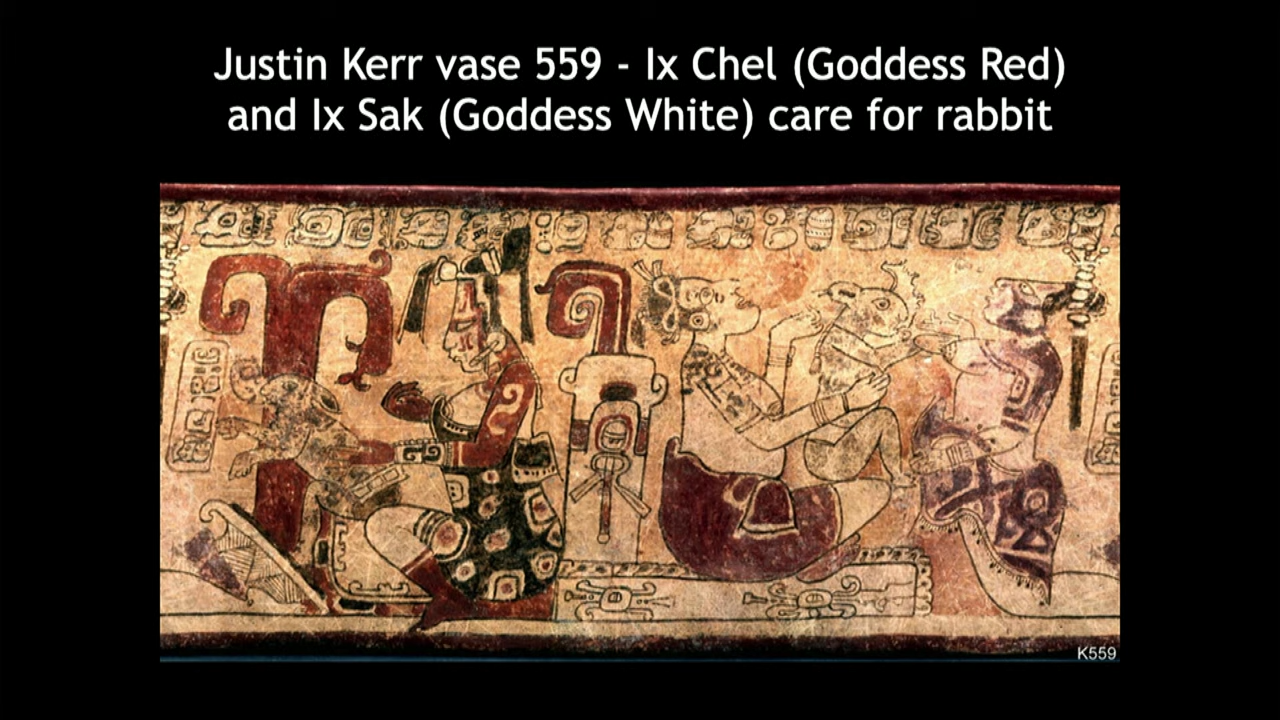 Justin Kerr vase 559 - Ix Chel (Goddess Red)
and Ix Sak (Goddess White) care for rabbit
K559